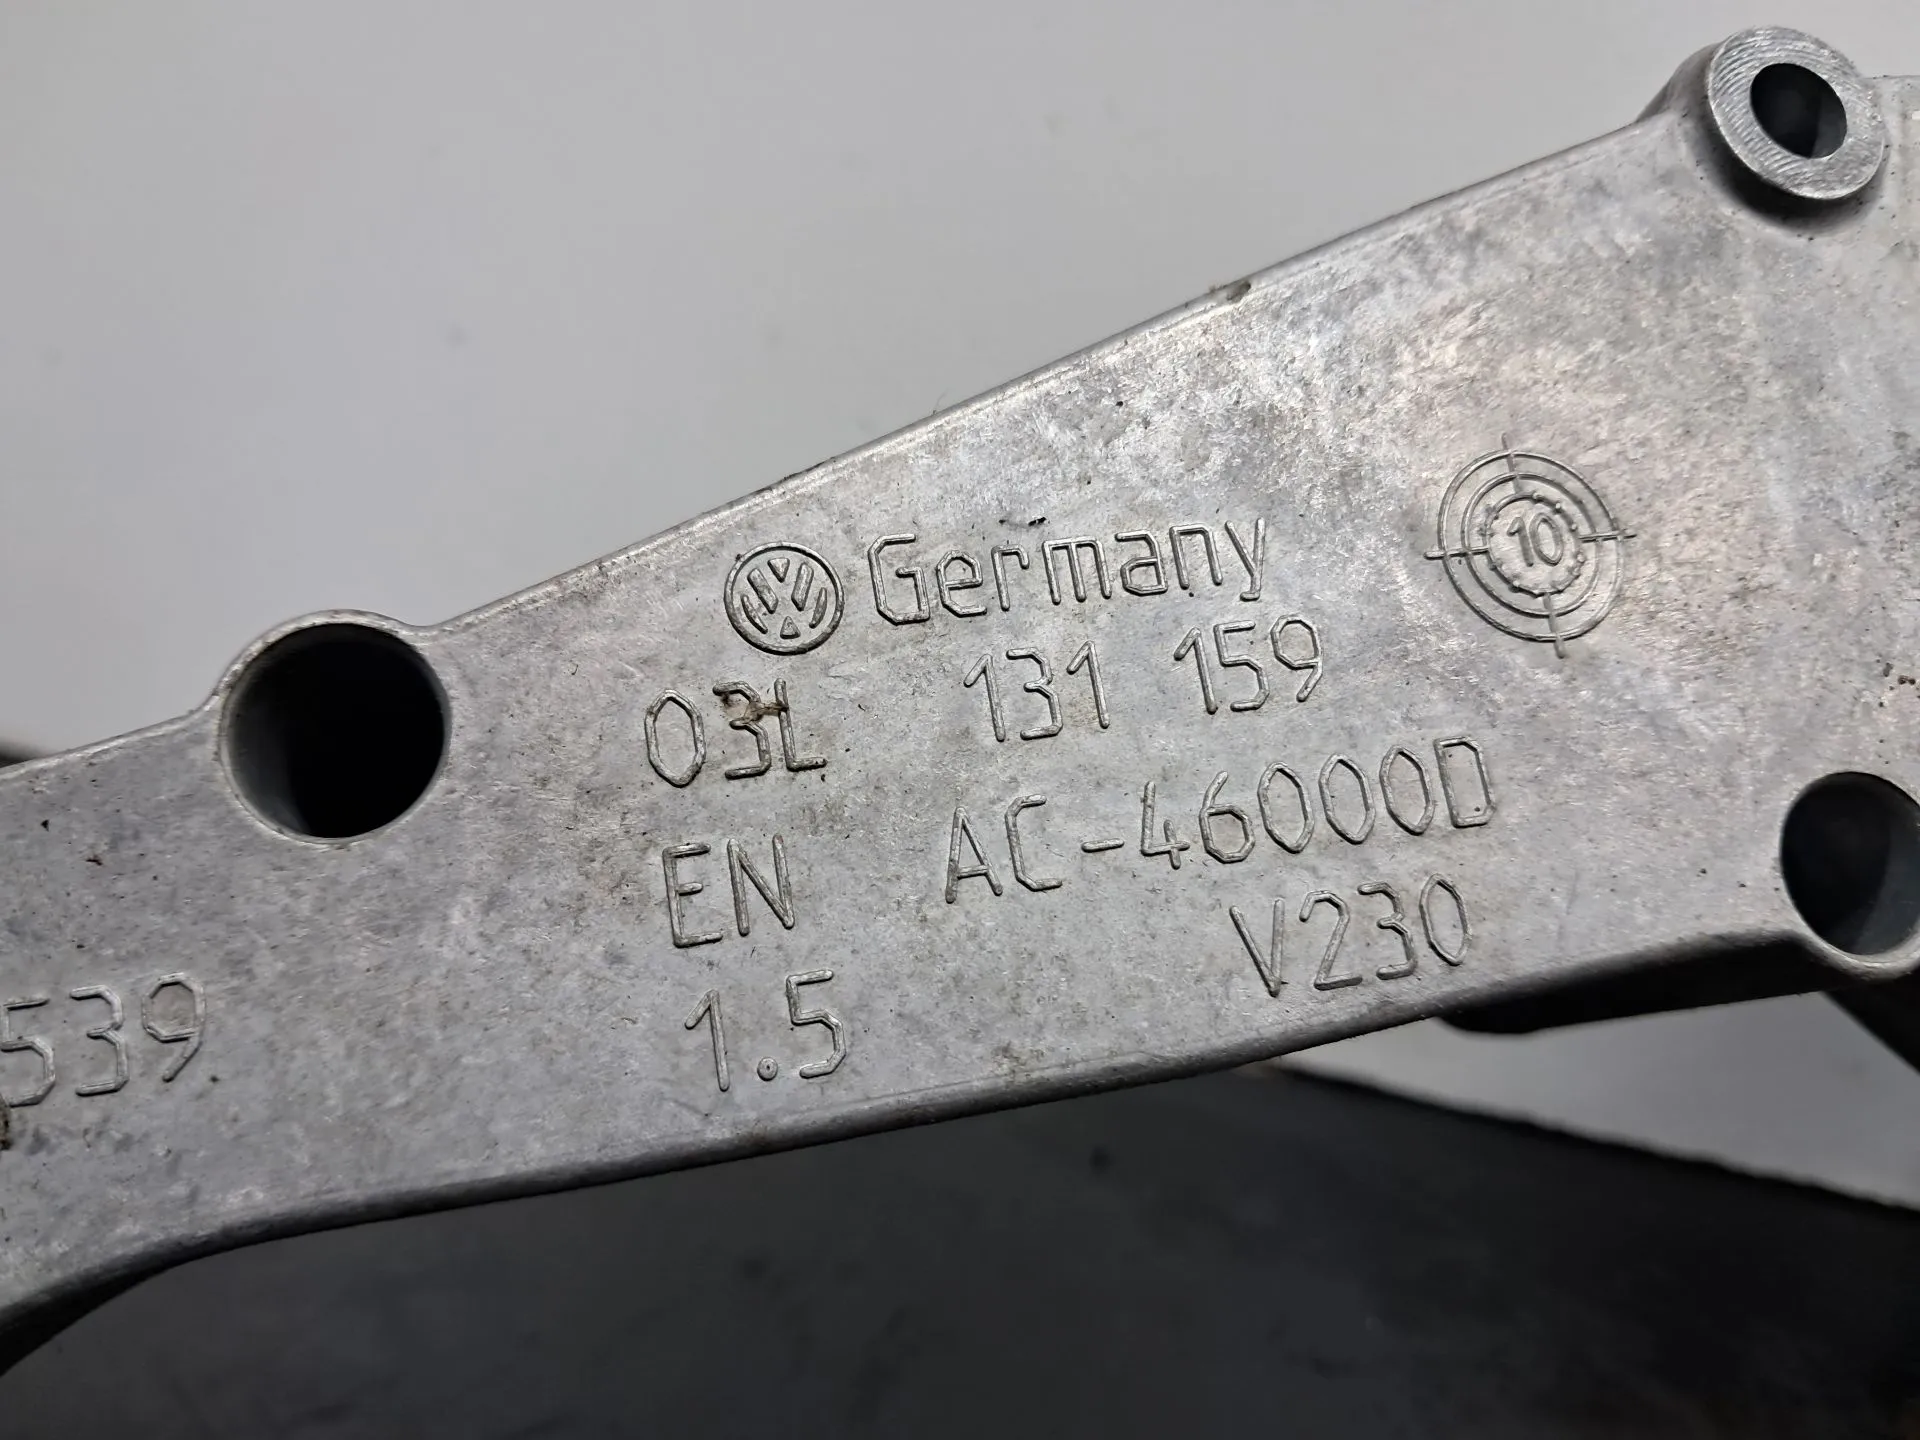 Germany
10
03L 131 159
EN AC-46000D
1.5 V230
539